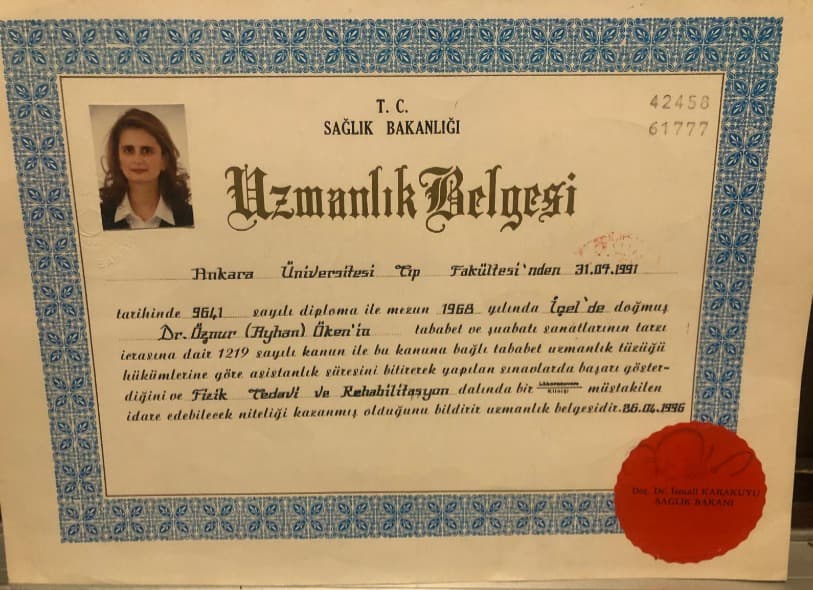 T. C.
SAĞLIK BAKANLIĞI
42458
61777
Uzmanlık Belgesi
Ankara Üniversitesi Tıp Fakültesi'nden 31.07.1991
tarihinde 9641 sayılı diploma ile mezun 1968 yılında İçel'de doğmuş
Dr. Öznur (Ayhan) Öken'in tababet ve şuabatı sanatlarının tarzı
icrasına dair 1219 sayılı kanun ile bu kanuna bağlı tababet uzmanlık tüzüğü
hükümlerine göre asistanlık süresini bitirerek yapılan sınavlarda başarı göster-
diğini ve Fizik Tedavi ve Rehabilitasyon dalında bir Laboratuvarı Kliniği müstakilen
idare edebilecek niteliği kazanmış olduğunu bildirir uzmanlık belgesidir. 26.04.1996
Doç. Dr. İsmail KARAKUYU
SAĞLIK BAKANI